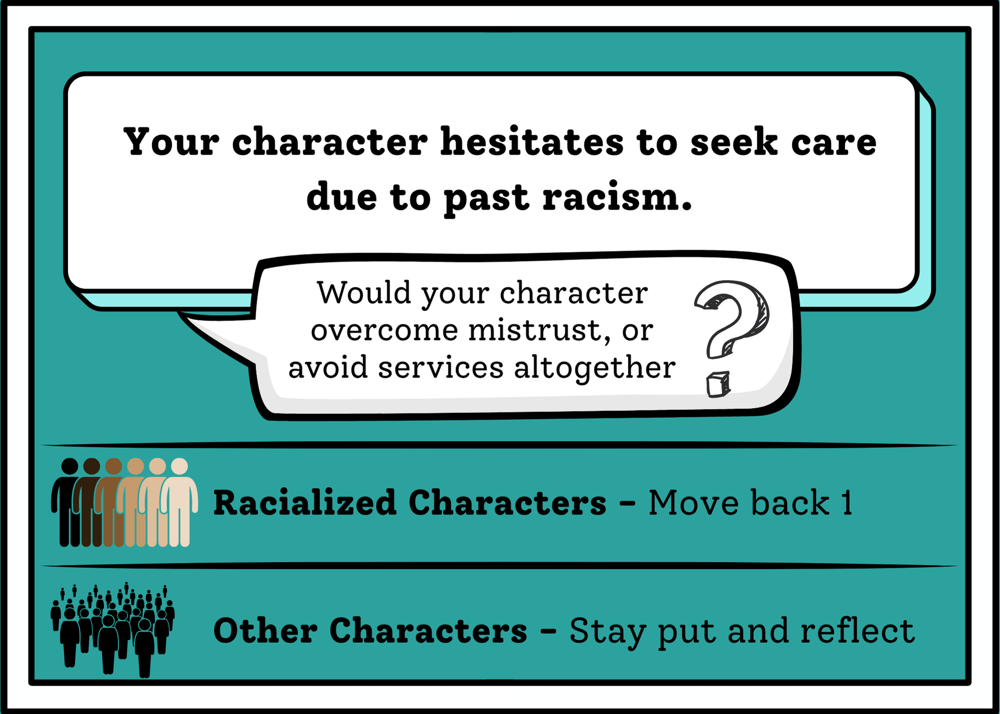 Your character hesitates to seek care
due to past racism.
Would your character
overcome mistrust, or
avoid services altogether
?
Racialized Characters – Move back 1
Other Characters – Stay put and reflect